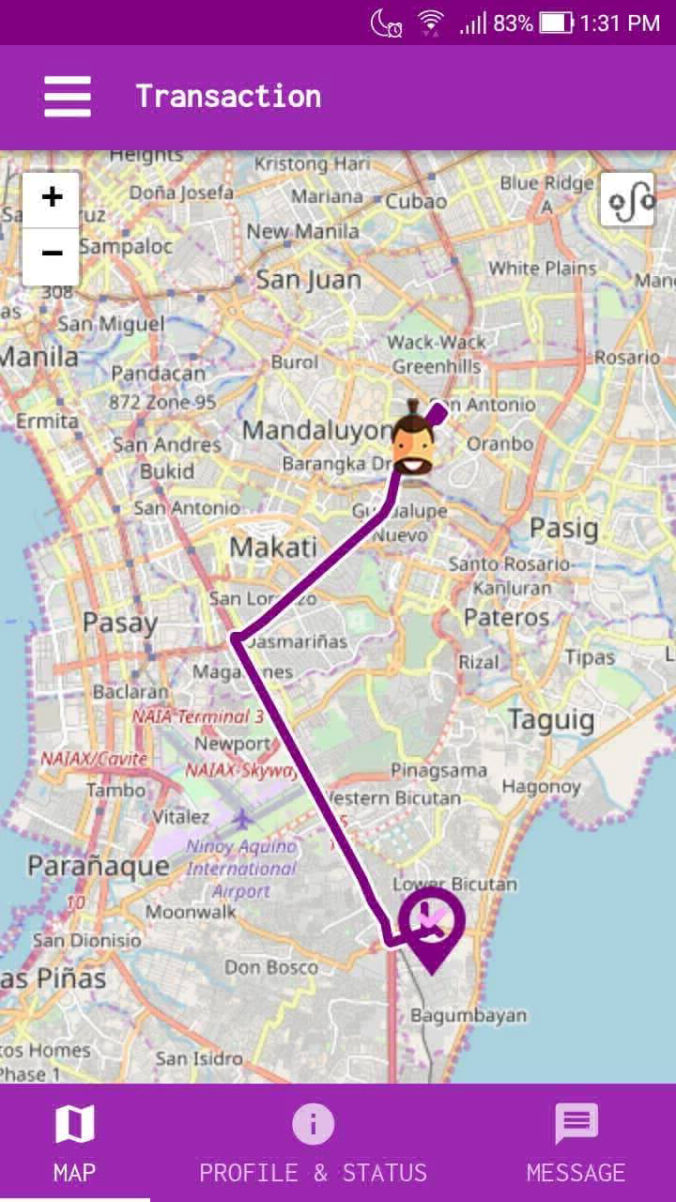 83% 1:31 PM
Transaction
Heights
Kristong Hari
Doña Josefa
Mariana
Cubao
Blue Ridge
A
+
New Manila
Sampaloc
−
San Juan
White Plains
308
San Miguel
Wack-Wack
Greenhills
Manila
Burol
Rosario
Pandacan
872 Zone 95
San Antonio
Ermita
Mandaluyon
San Andres
Bukid
Oranbo
Barangka Dr
San Antonio
Guadalupe
Nuevo
Pasig
Makati
Santo Rosario-
Kanluran
San Lorenzo
Pasay
Pateros
Dasmariñas
Magallanes
Rizal
Tipas
Baclaran
NAIA Terminal 3
Taguig
Newport
NAIAX/Cavite
NAIAX-Skyway
Pinagsama
Tambo
Western Bicutan
Hagonoy
Vitalez
Ninoy Aquino
International
Airport
Parañaque
Lower Bicutan
10
Moonwalk
San Dionisio
Don Bosco
as Piñas
Bagumbayan
tos Homes
Phase 1
San Isidro
MAP
PROFILE & STATUS
MESSAGE